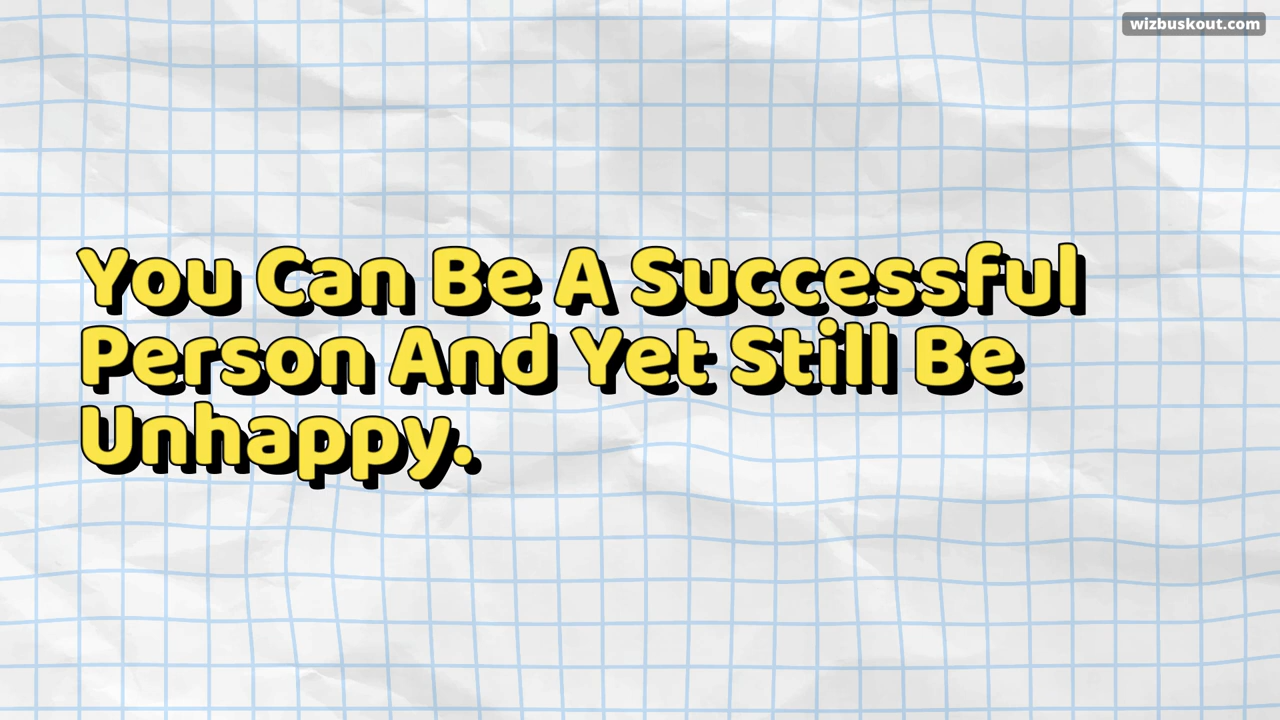 wizbuskout.com
You Can Be A Successful
Person And Yet Still Be
Unhappy.